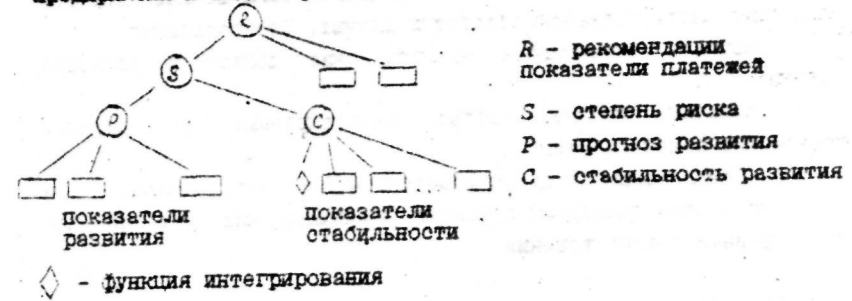 R
S
P
C
R - рекомендации
показатели платежей
S - степень риска
P - прогноз развития
C - стабильность развития
показатели
развития
показатели
стабильности
- функция интегрирования